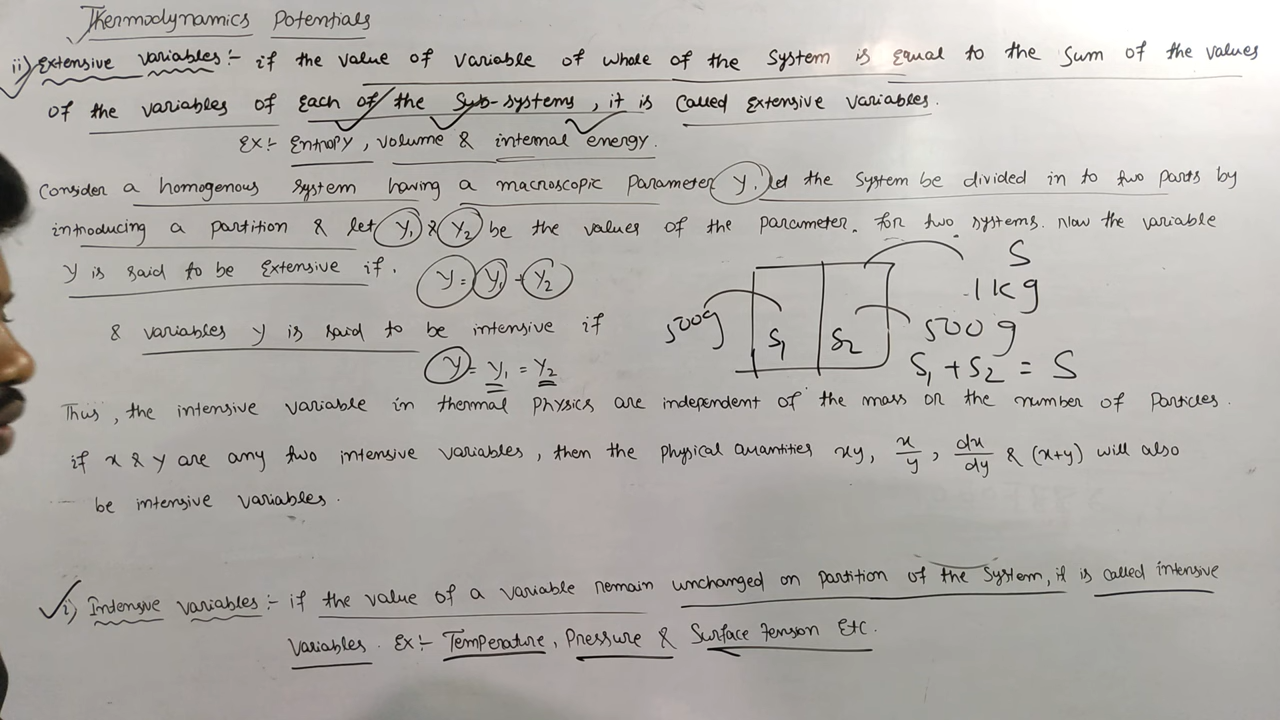 Thermodynamics Potentials
ii) Extensive variables :- if the value of variable of whole of the system is equal to the sum of the values
of the variables of each of the sub-systems, it is called extensive variables.
Ex:- Entropy, volume & internal energy.
Consider a homogenous system having a macroscopic parameter y. let the system be divided in to two parts by
introducing a partition & let y₁ & y₂ be the values of the parameter. for two systems. Now the variable
y is said to be extensive if.
y = y₁ + y₂
& variables y is said to be intensive if
y = y₁ = y₂
S
1kg
500g
S₁
S₂
500g
S₁ + S₂ = S
Thus, the intensive variable in thermal physics are independent of the mass or the number of particles.
if x & y are any two intensive variables, then the physical quantities xy, x/y, dx/dy & (x+y) will also
be intensive variables.
i) Intensive variables :- if the value of a variable remain unchanged on partition of the system, it is called intensive
variables. Ex:- Temperature, Pressure & Surface tension Etc.